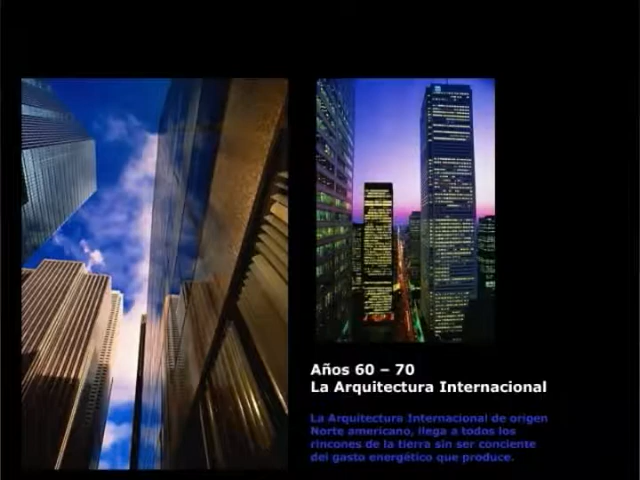 Años 60 – 70
La Arquitectura Internacional
La Arquitectura Internacional de origen
Norte americano, llega a todos los
rincones de la tierra sin ser conciente
del gasto energético que produce.